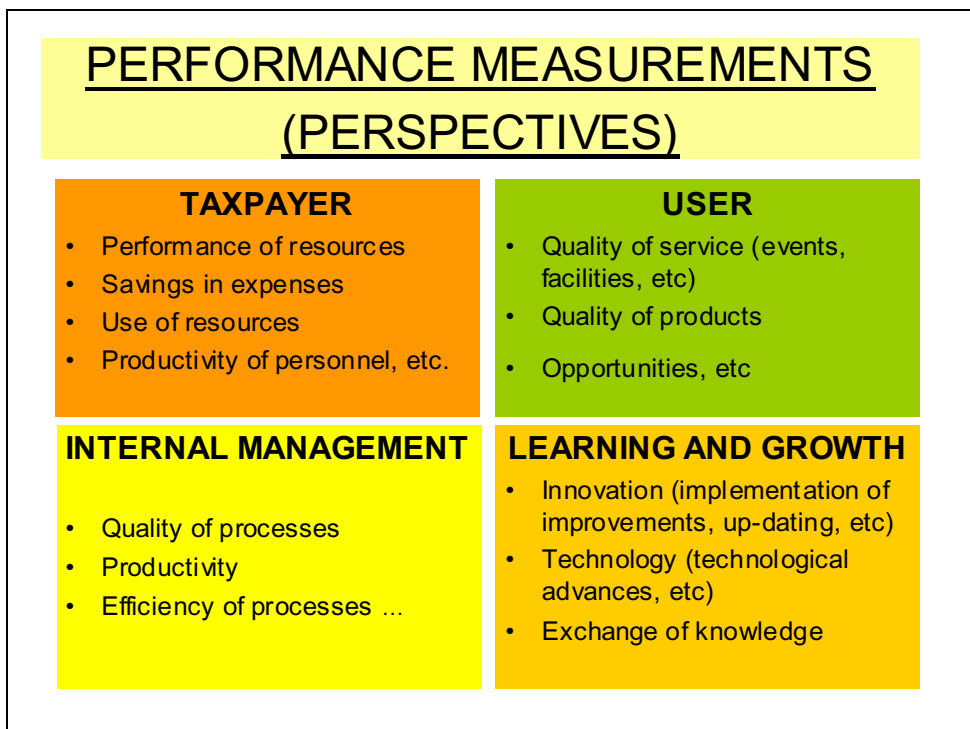 PERFORMANCE MEASUREMENTS
(PERSPECTIVES)
TAXPAYER
• Performance of resources
• Savings in expenses
• Use of resources
• Productivity of personnel, etc.
USER
• Quality of service (events,
facilities, etc)
• Quality of products
• Opportunities, etc
INTERNAL MANAGEMENT
• Quality of processes
• Productivity
• Efficiency of processes ...
LEARNING AND GROWTH
• Innovation (implementation of
improvements, up-dating, etc)
• Technology (technological
advances, etc)
• Exchange of knowledge